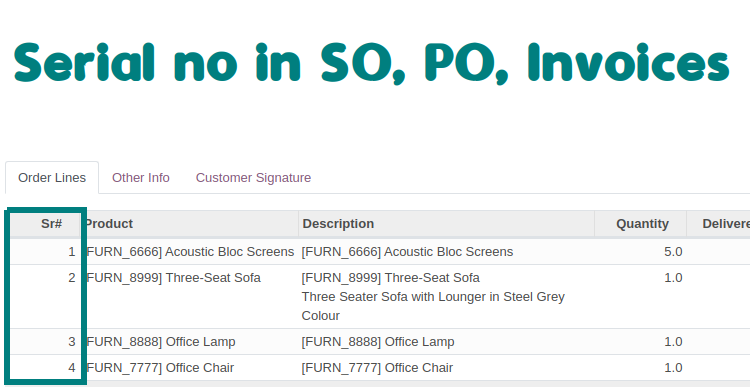 Serial no in SO, PO, Invoices
Order Lines Other Info Customer Signature
Sr# Product Description Quantity Delivere
1 [FURN_6666] Acoustic Bloc Screens [FURN_6666] Acoustic Bloc Screens 5.0
2 [FURN_8999] Three-Seat Sofa [FURN_8999] Three-Seat Sofa 1.0
Three Seater Sofa with Lounger in Steel Grey
Colour
3 [FURN_8888] Office Lamp [FURN_8888] Office Lamp 1.0
4 [FURN_7777] Office Chair [FURN_7777] Office Chair 1.0